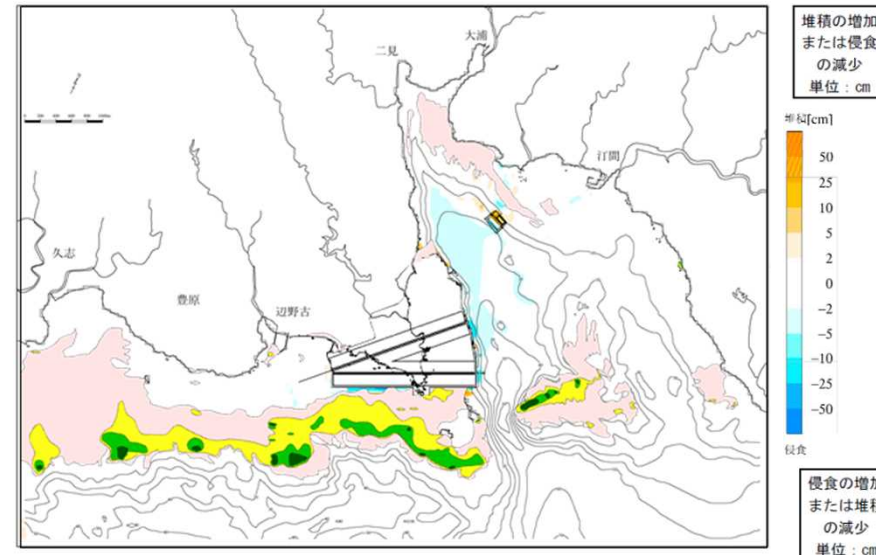 大浦
二見
汀間
久志
豊原
辺野古
堆積の増加
または侵食
の減少
単位：cm
堆積[cm]
50
25
10
5
2
0
−2
−5
−10
−25
−50
侵食
侵食の増加
または堆積
の減少
単位：cm